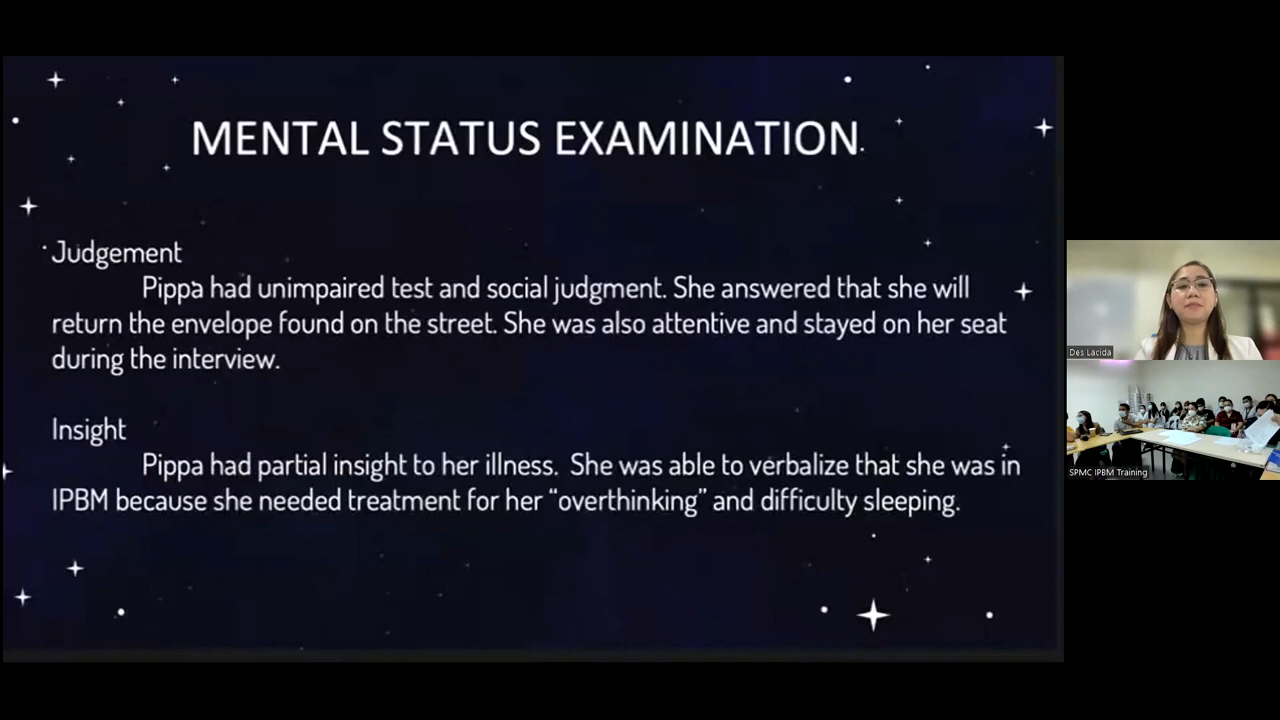 MENTAL STATUS EXAMINATION
Judgement
Pippa had unimpaired test and social judgment. She answered that she will
return the envelope found on the street. She was also attentive and stayed on her seat
during the interview.
Insight
Pippa had partial insight to her illness. She was able to verbalize that she was in
IPBM because she needed treatment for her “overthinking” and difficulty sleeping.
Des Lacida
SPMC IPBM Training